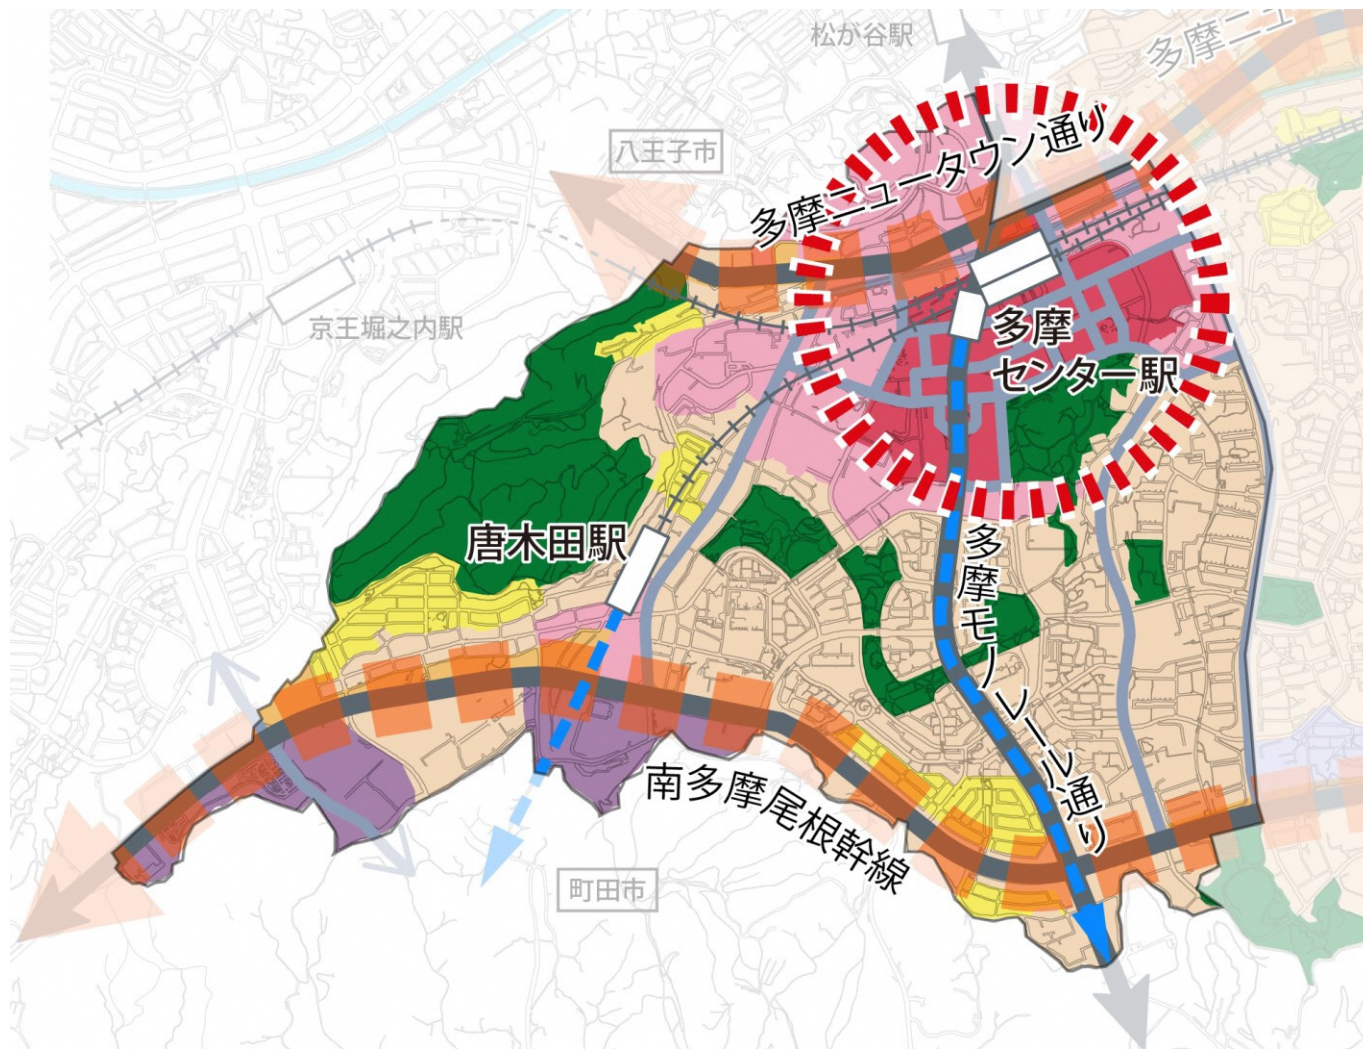 松が谷駅
多摩ニュ
八王子市
多摩ニュータウン通り
京王堀之内駅
多摩
センター駅
唐木田駅
多摩モノレール通り
南多摩尾根幹線
町田市